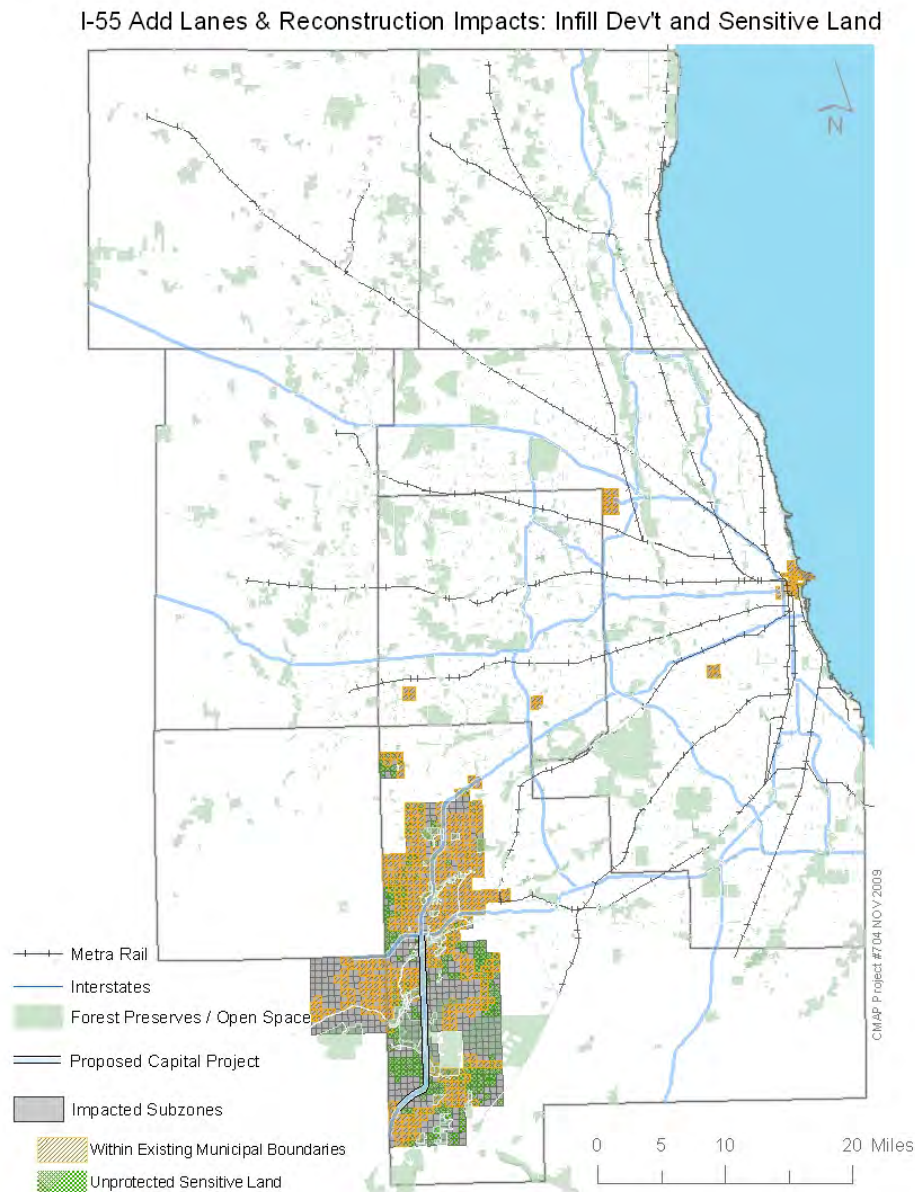 I-55 Add Lanes & Reconstruction Impacts: Infill Dev't and Sensitive Land
N
CMAP Project #704 NOV 2009
Metra Rail
Interstates
Forest Preserves / Open Space
Proposed Capital Project
Impacted Subzones
Within Existing Municipal Boundaries
Unprotected Sensitive Land
0 5 10 20 Miles